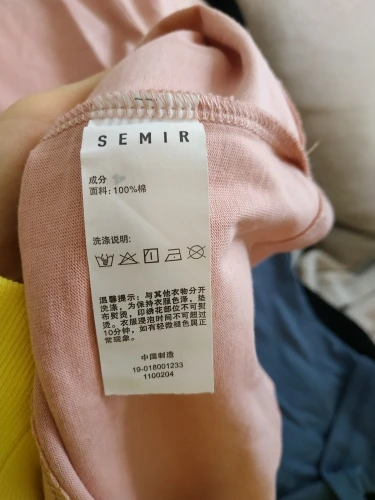 SEMIR
成分
面料：100%棉
洗涤说明：
温馨提示：与其他衣物分开
洗涤，为保持衣服色泽，垫
布熨烫，印绣花部位不可熨
烫。衣服浸泡时间不可超过
10分钟，如有轻微褪色属正
常现象。
中国制造
19-018001233
1100204